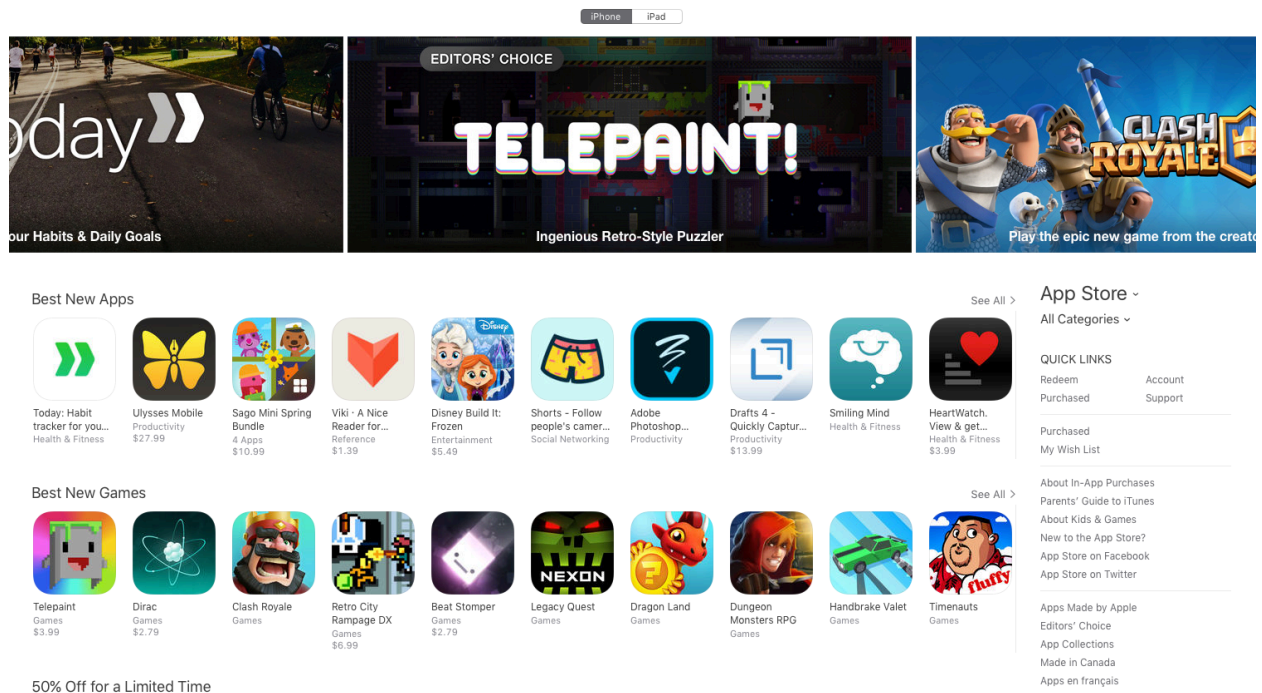 iPhone iPad
oday
our Habits & Daily Goals
EDITORS' CHOICE
TELEPAINT!
Ingenious Retro-Style Puzzler
CLASH
ROYALE
Play the epic new game from the creato
Best New Apps
See All >
Disney
Today: Habit
tracker for you...
Health & Fitness
Ulysses Mobile
Productivity
$27.99
Sago Mini Spring
Bundle
4 Apps
$10.99
Viki · A Nice
Reader for...
Reference
$1.39
Disney Build It:
Frozen
Entertainment
$5.49
Shorts - Follow
people's camer...
Social Networking
Adobe
Photoshop...
Productivity
Drafts 4 -
Quickly Captur...
Productivity
$13.99
Smiling Mind
Health & Fitness
HeartWatch.
View & get...
Health & Fitness
$3.99
Best New Games
See All >
NEXON
fluffy
Telepaint
Games
$3.99
Dirac
Games
$2.79
Clash Royale
Games
Retro City
Rampage DX
Games
$6.99
Beat Stomper
Games
$2.79
Legacy Quest
Games
Dragon Land
Games
Dungeon
Monsters RPG
Games
Handbrake Valet
Games
Timenauts
Games
50% Off for a Limited Time
App Store
All Categories
QUICK LINKS
Redeem Account
Purchased Support
Purchased
My Wish List
About In-App Purchases
Parents' Guide to iTunes
About Kids & Games
New to the App Store?
App Store on Facebook
App Store on Twitter
Apps Made by Apple
Editors' Choice
App Collections
Made in Canada
Apps en français